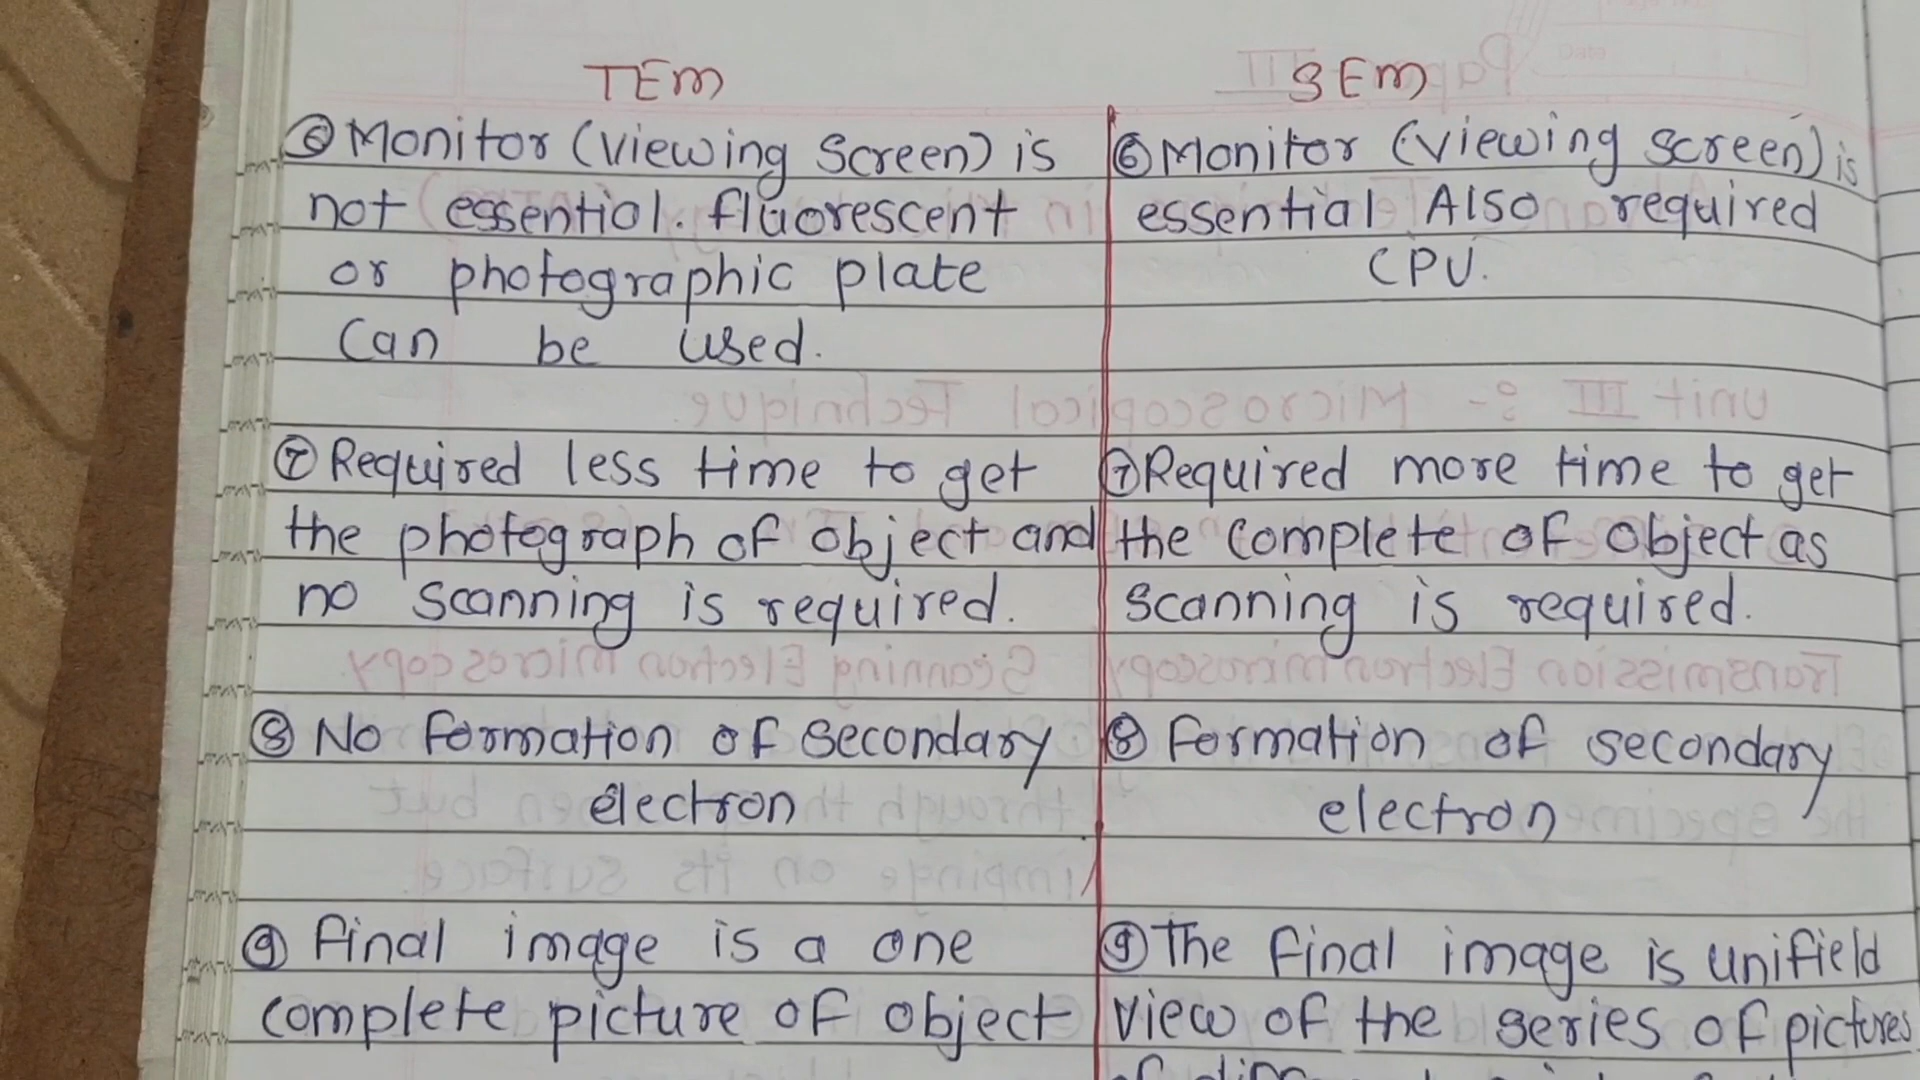 TEM
⑥ Monitor (viewing screen) is
not essential. fluorescent
or photographic plate
can be used.
⑦ Required less time to get
the photograph of object and
no scanning is required.
⑧ No formation of secondary
electron
⑨ final image is a one
complete picture of object
SEM
⑥ Monitor (viewing screen) is
essential Also required
CPU.
⑦ Required more time to get
the complete of object as
scanning is required.
⑧ formation of secondary
electron
⑨ The final image is unifield
view of the series of pictures